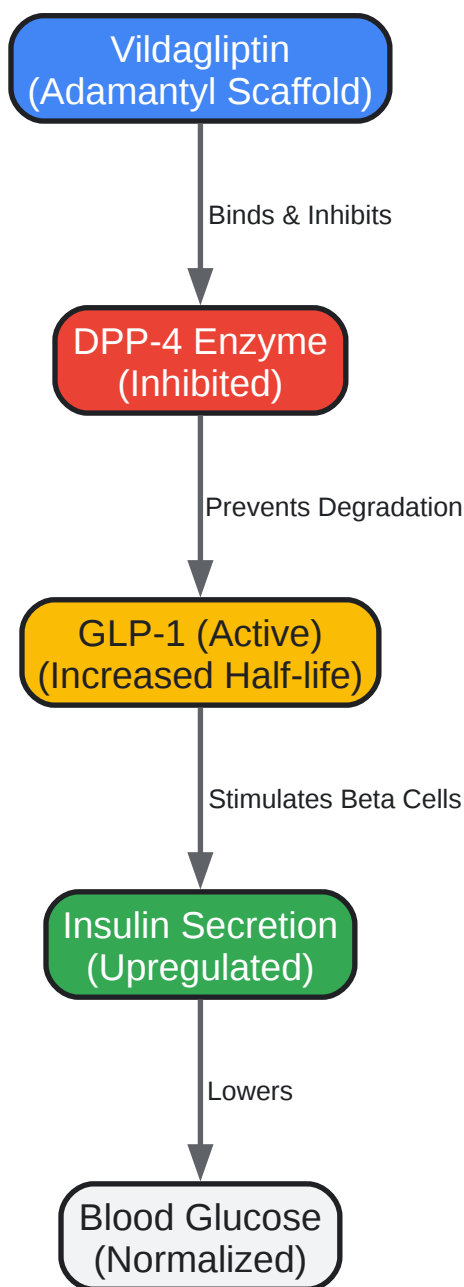 Vildagliptin
(Adamantyl Scaffold)
Binds & Inhibits
DPP-4 Enzyme
(Inhibited)
Prevents Degradation
GLP-1 (Active)
(Increased Half-life)
Stimulates Beta Cells
Insulin Secretion
(Upregulated)
Lowers
Blood Glucose
(Normalized)